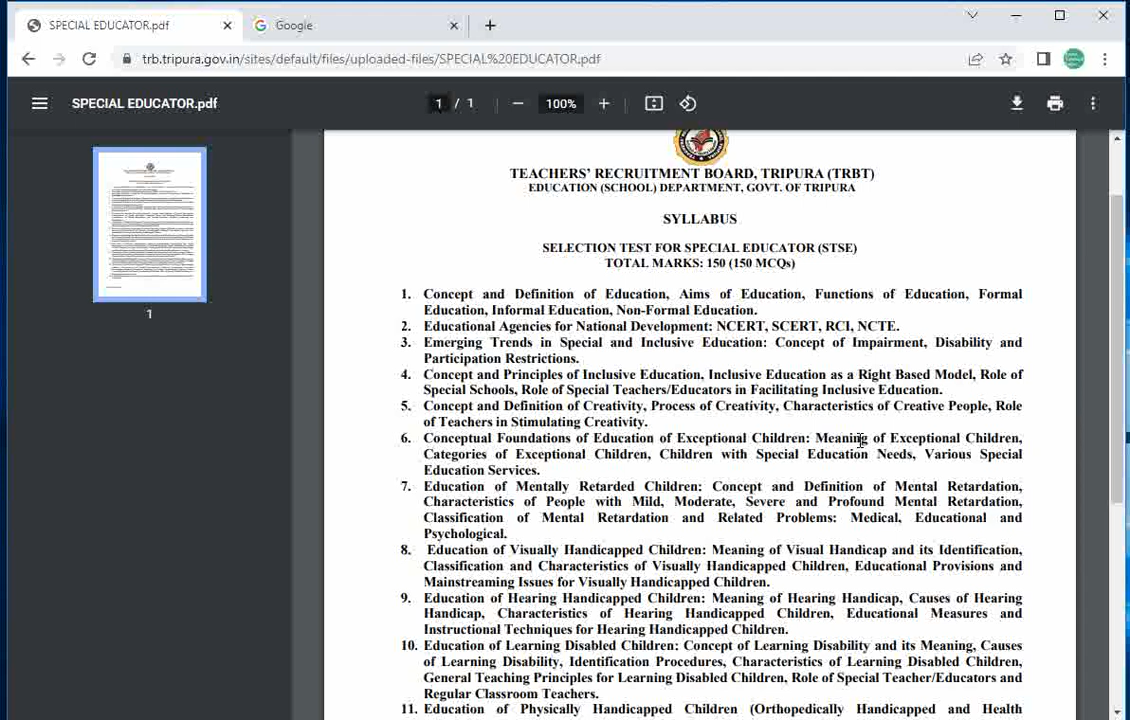 SPECIAL EDUCATOR.pdf
Google
trb.tripura.gov.in/sites/default/files/uploaded-files/SPECIAL%20EDUCATOR.pdf
SPECIAL EDUCATOR.pdf
1 / 1
100%
1
TEACHERS' RECRUITMENT BOARD, TRIPURA (TRBT)
EDUCATION (SCHOOL) DEPARTMENT, GOVT. OF TRIPURA
SYLLABUS
SELECTION TEST FOR SPECIAL EDUCATOR (STSE)
TOTAL MARKS: 150 (150 MCQs)
1. Concept and Definition of Education, Aims of Education, Functions of Education, Formal
Education, Informal Education, Non-Formal Education.
2. Educational Agencies for National Development: NCERT, SCERT, RCI, NCTE.
3. Emerging Trends in Special and Inclusive Education: Concept of Impairment, Disability and
Participation Restrictions.
4. Concept and Principles of Inclusive Education, Inclusive Education as a Right Based Model, Role of
Special Schools, Role of Special Teachers/Educators in Facilitating Inclusive Education.
5. Concept and Definition of Creativity, Process of Creativity, Characteristics of Creative People, Role
of Teachers in Stimulating Creativity.
6. Conceptual Foundations of Education of Exceptional Children: Meaning of Exceptional Children,
Categories of Exceptional Children, Children with Special Education Needs, Various Special
Education Services.
7. Education of Mentally Retarded Children: Concept and Definition of Mental Retardation,
Characteristics of People with Mild, Moderate, Severe and Profound Mental Retardation,
Classification of Mental Retardation and Related Problems: Medical, Educational and
Psychological.
8. Education of Visually Handicapped Children: Meaning of Visual Handicap and its Identification,
Classification and Characteristics of Visually Handicapped Children, Educational Provisions and
Mainstreaming Issues for Visually Handicapped Children.
9. Education of Hearing Handicapped Children: Meaning of Hearing Handicap, Causes of Hearing
Handicap, Characteristics of Hearing Handicapped Children, Educational Measures and
Instructional Techniques for Hearing Handicapped Children.
10. Education of Learning Disabled Children: Concept of Learning Disability and its Meaning, Causes
of Learning Disability, Identification Procedures, Characteristics of Learning Disabled Children,
General Teaching Principles for Learning Disabled Children, Role of Special Teacher/Educators and
Regular Classroom Teachers.
11. Education of Physically Handicapped Children (Orthopedically Handicapped and Health